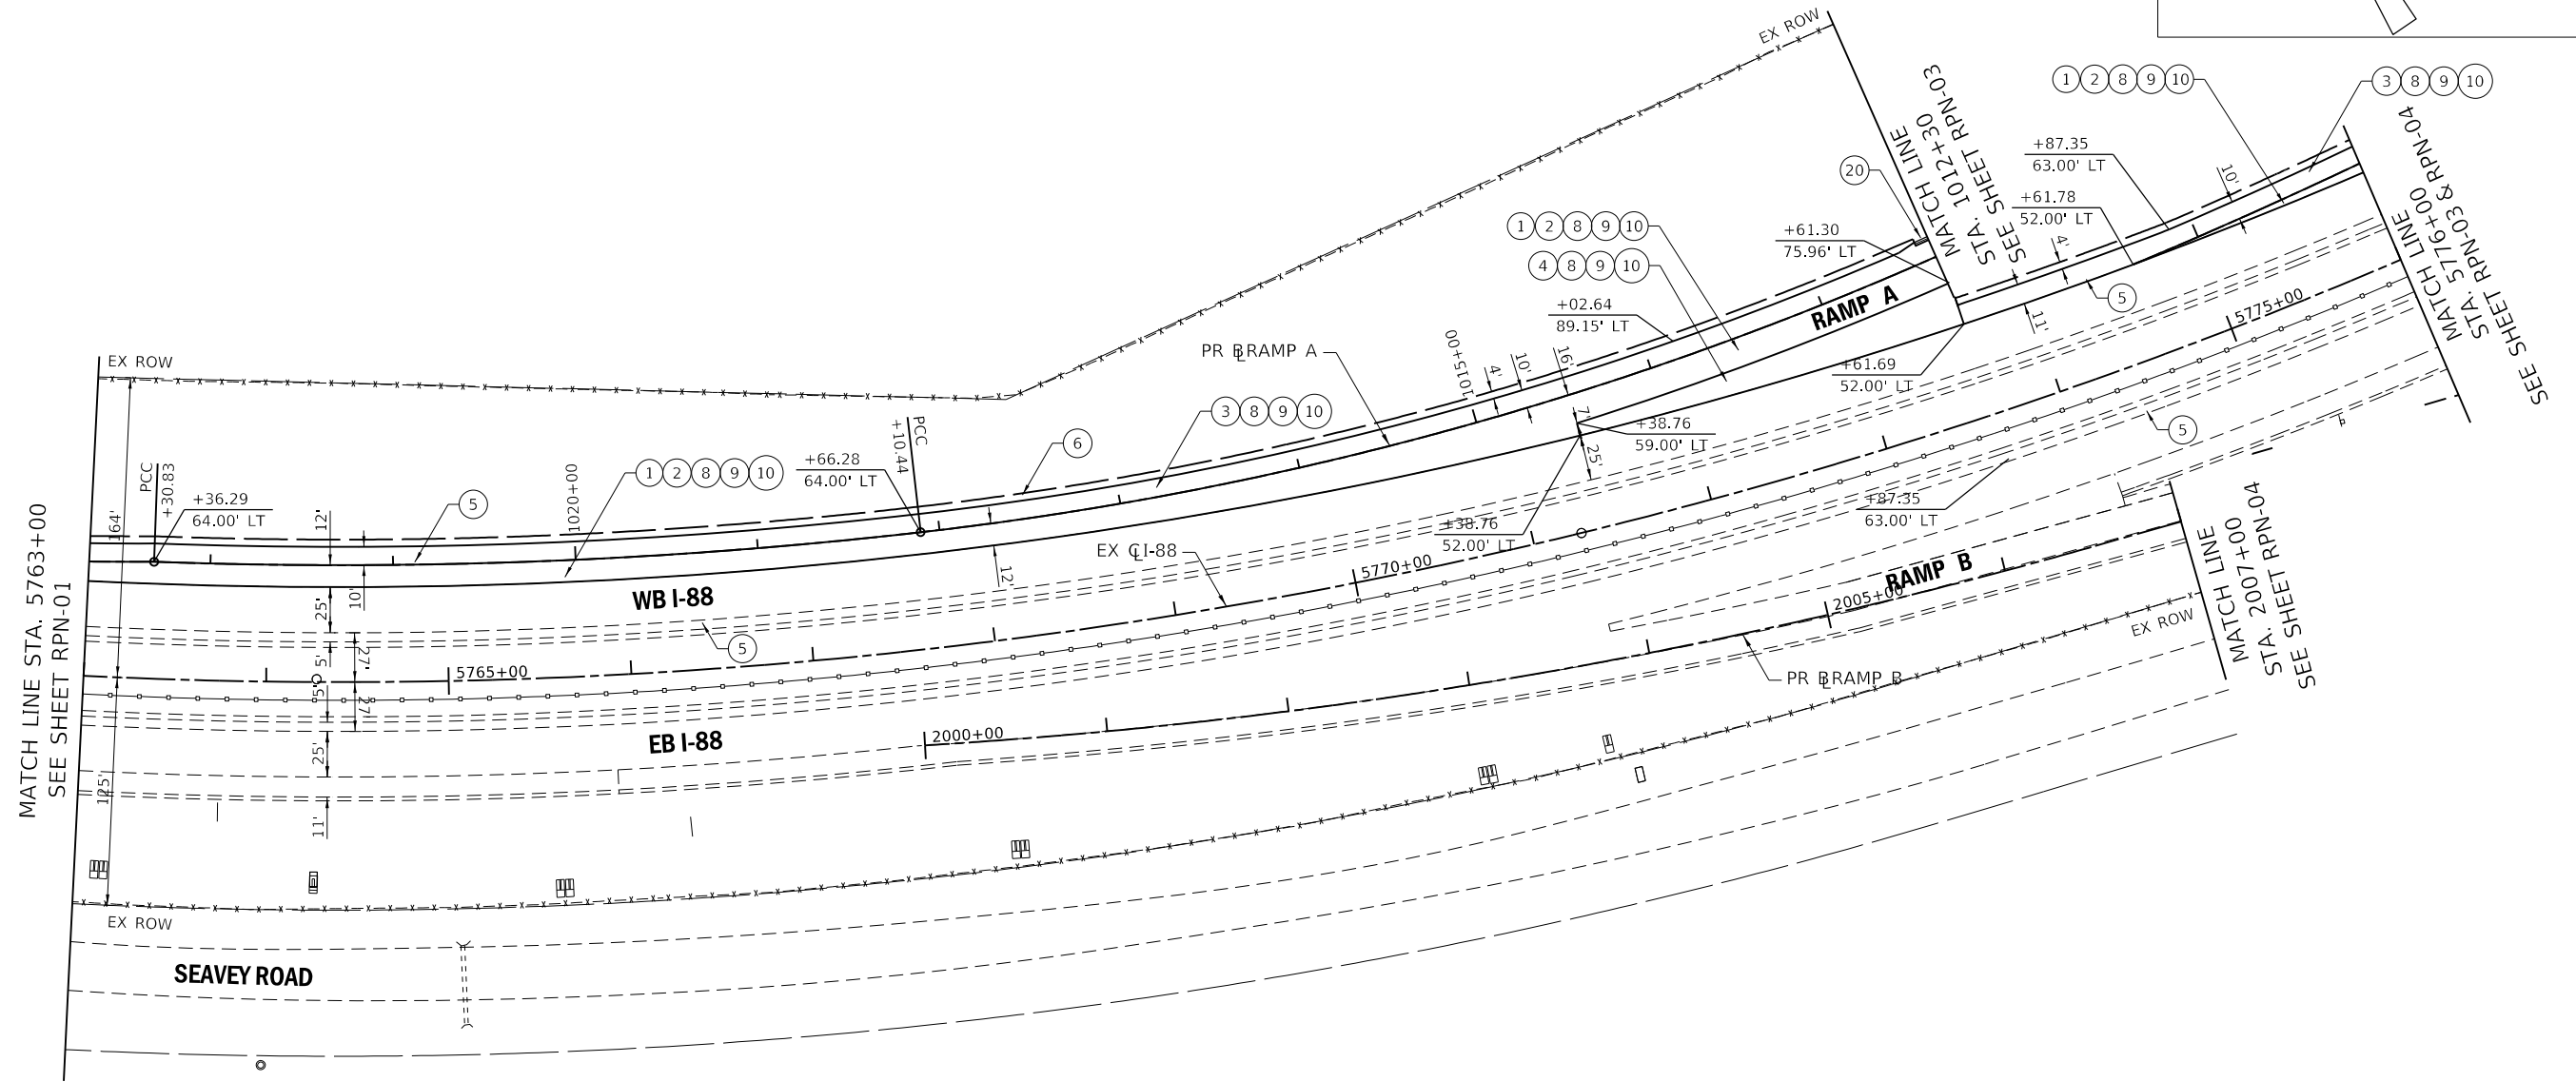 EX ROW
MATCH LINE
STA. 1012+30
SEE SHEET RPN-03
1 2 8 9 10
3 8 9 10
+87.35
63.00' LT
10'
MATCH LINE
STA. 5776+00
SEE SHEET RPN-03 & RPN-04
20
+61.78
52.00' LT
1 2 8 9 10
4 8 9 10
+61.30
75.96' LT
4'
5
+02.64
89.15' LT
RAMP A
5775+00
11'
PR BL RAMP A
1015+00
4'
10'
16'
+61.69
52.00' LT
EX ROW
3 8 9 10
7'
+38.76
59.00' LT
5
6
PCC
+10.44
25'
1 2 8 9 10
+66.28
64.00' LT
PCC
+30.83
+36.29
64.00' LT
5
1020+00
+87.35
63.00' LT
+38.76
52.00' LT
MATCH LINE
STA. 2007+00
SEE SHEET RPN-04
MATCH LINE STA. 5763+00
SEE SHEET RPN-01
164'
12'
10'
12'
EX CL I-88
5770+00
RAMP B
2005+00
WB I-88
25'
5
EX ROW
5'
27'
5765+00
5'
27'
PR BL RAMP B
EB I-88
2000+00
25'
125'
11'
EX ROW
SEAVEY ROAD